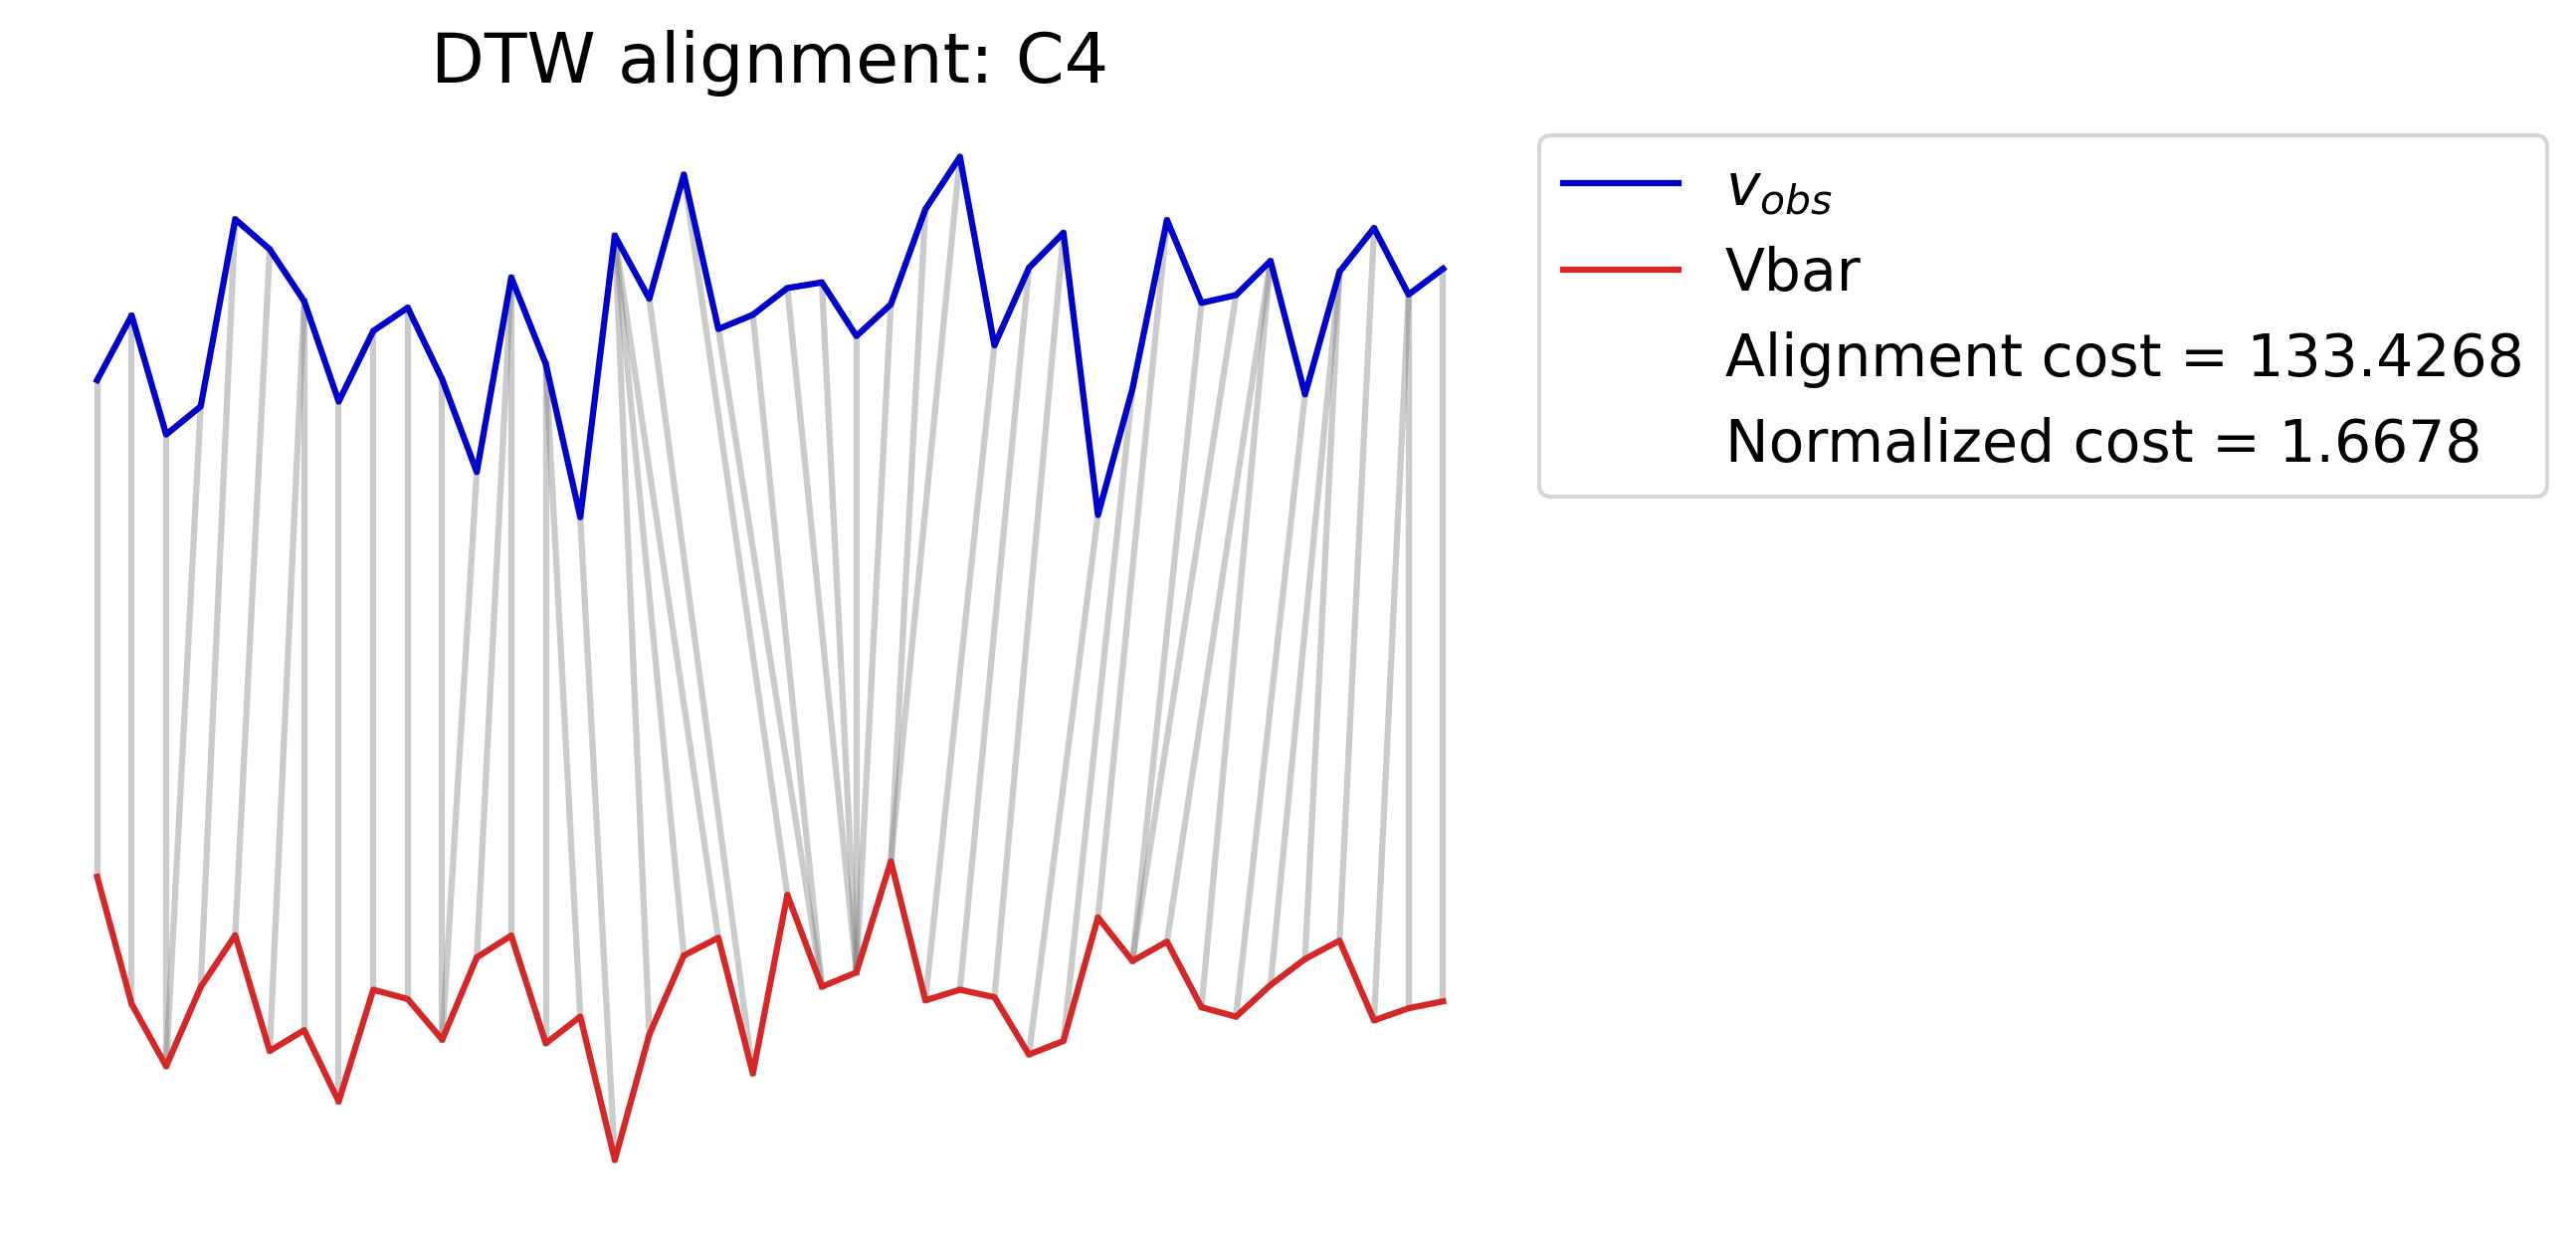 DTW alignment: C4
v_obs
Vbar
Alignment cost = 133.4268
Normalized cost = 1.6678